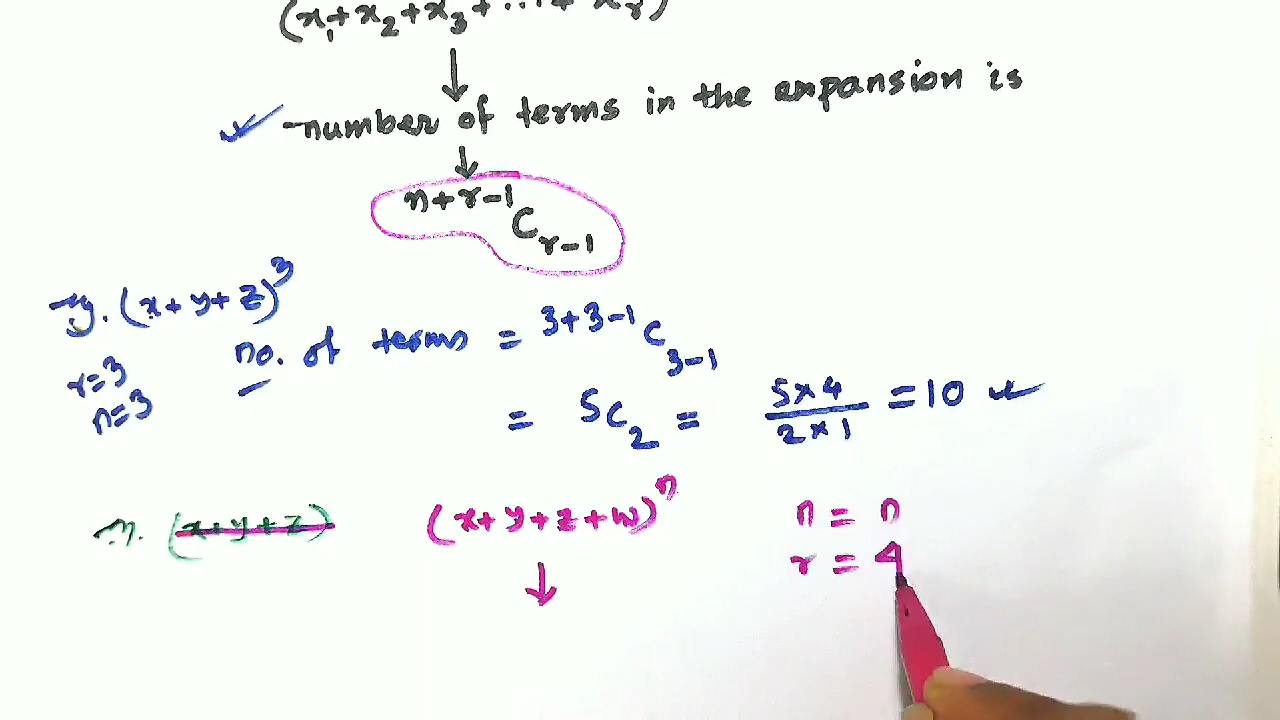 (x₁+x₂+x₃+...+xᵣ)
number of terms in the expansion is
ⁿ⁺ʳ⁻¹Cᵣ₋₁
eg. (x+y+z)³
r=3
n=3
no. of terms = ³⁺³⁻¹C₃₋₁
= ⁵C₂ = 5×4/2×1 = 10
(x+y+z)
(x+y+z+w)ⁿ
n = n
r = 4